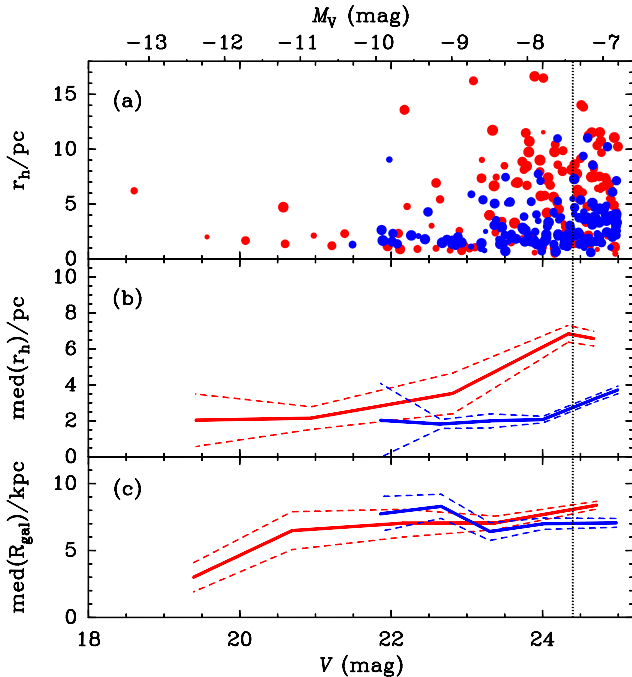 M_V (mag)
−13 −12 −11 −10 −9 −8 −7
(a)
r_h/pc
15
10
5
0
(b)
med(r_h)/pc
10
8
6
4
2
0
(c)
med(R_gal)/kpc
10
5
0
18 20 22 24
V (mag)